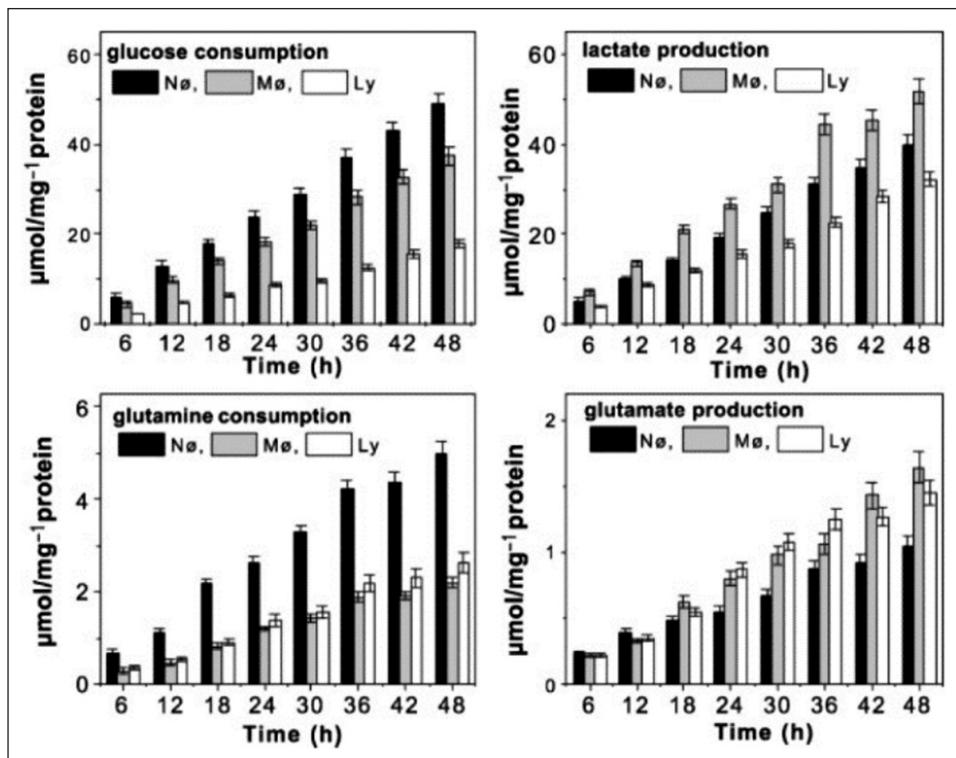 glucose consumption
Nø, Mø, Ly
µmol/mg⁻¹protein
60
40
20
0
6 12 18 24 30 36 42 48
Time (h)
lactate production
Nø, Mø, Ly
µmol/mg⁻¹protein
60
40
20
0
6 12 18 24 30 36 42 48
Time (h)
glutamine consumption
Nø, Mø, Ly
µmol/mg⁻¹protein
6
4
2
0
6 12 18 24 30 36 42 48
Time (h)
glutamate production
Nø, Mø, Ly
µmol/mg⁻¹protein
2
1
0
6 12 18 24 30 36 42 48
Time (h)